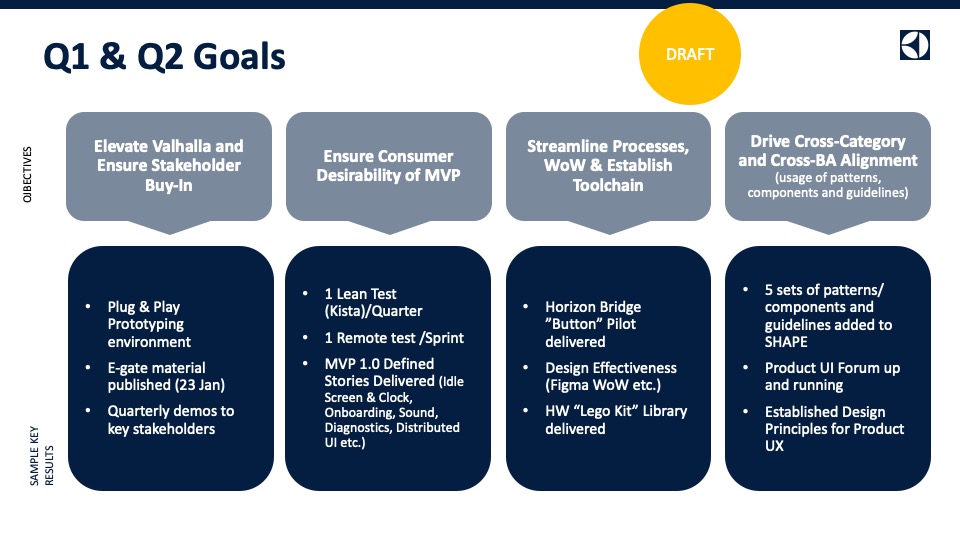 Q1 & Q2 Goals
DRAFT
OJBECTIVES
Elevate Valhalla and
Ensure Stakeholder
Buy-in
Ensure Consumer
Desirability of MVP
Streamline Processes,
WoW & Establish
Toolchain
Drive Cross-Category
and Cross-BA Alignment
(usage of patterns,
components and guidelines)
SAMPLE KEY
RESULTS
• Plug & Play
Prototyping
environment
• E-gate material
published (23 Jan)
• Quarterly demos to
key stakeholders
• 1 Lean Test
(Kista)/Quarter
• 1 Remote test /Sprint
• MVP 1.0 Defined
Stories Delivered (Idle
Screen & Clock,
Onboarding, Sound,
Diagnostics, Distributed
UI etc.)
• Horizon Bridge
”Button” Pilot
delivered
• Design Effectiveness
(Figma WoW etc.)
• HW “Lego Kit” Library
delivered
• 5 sets of patterns/
components and
guidelines added to
SHAPE
• Product UI Forum up
and running
• Established Design
Principles for Product
UX